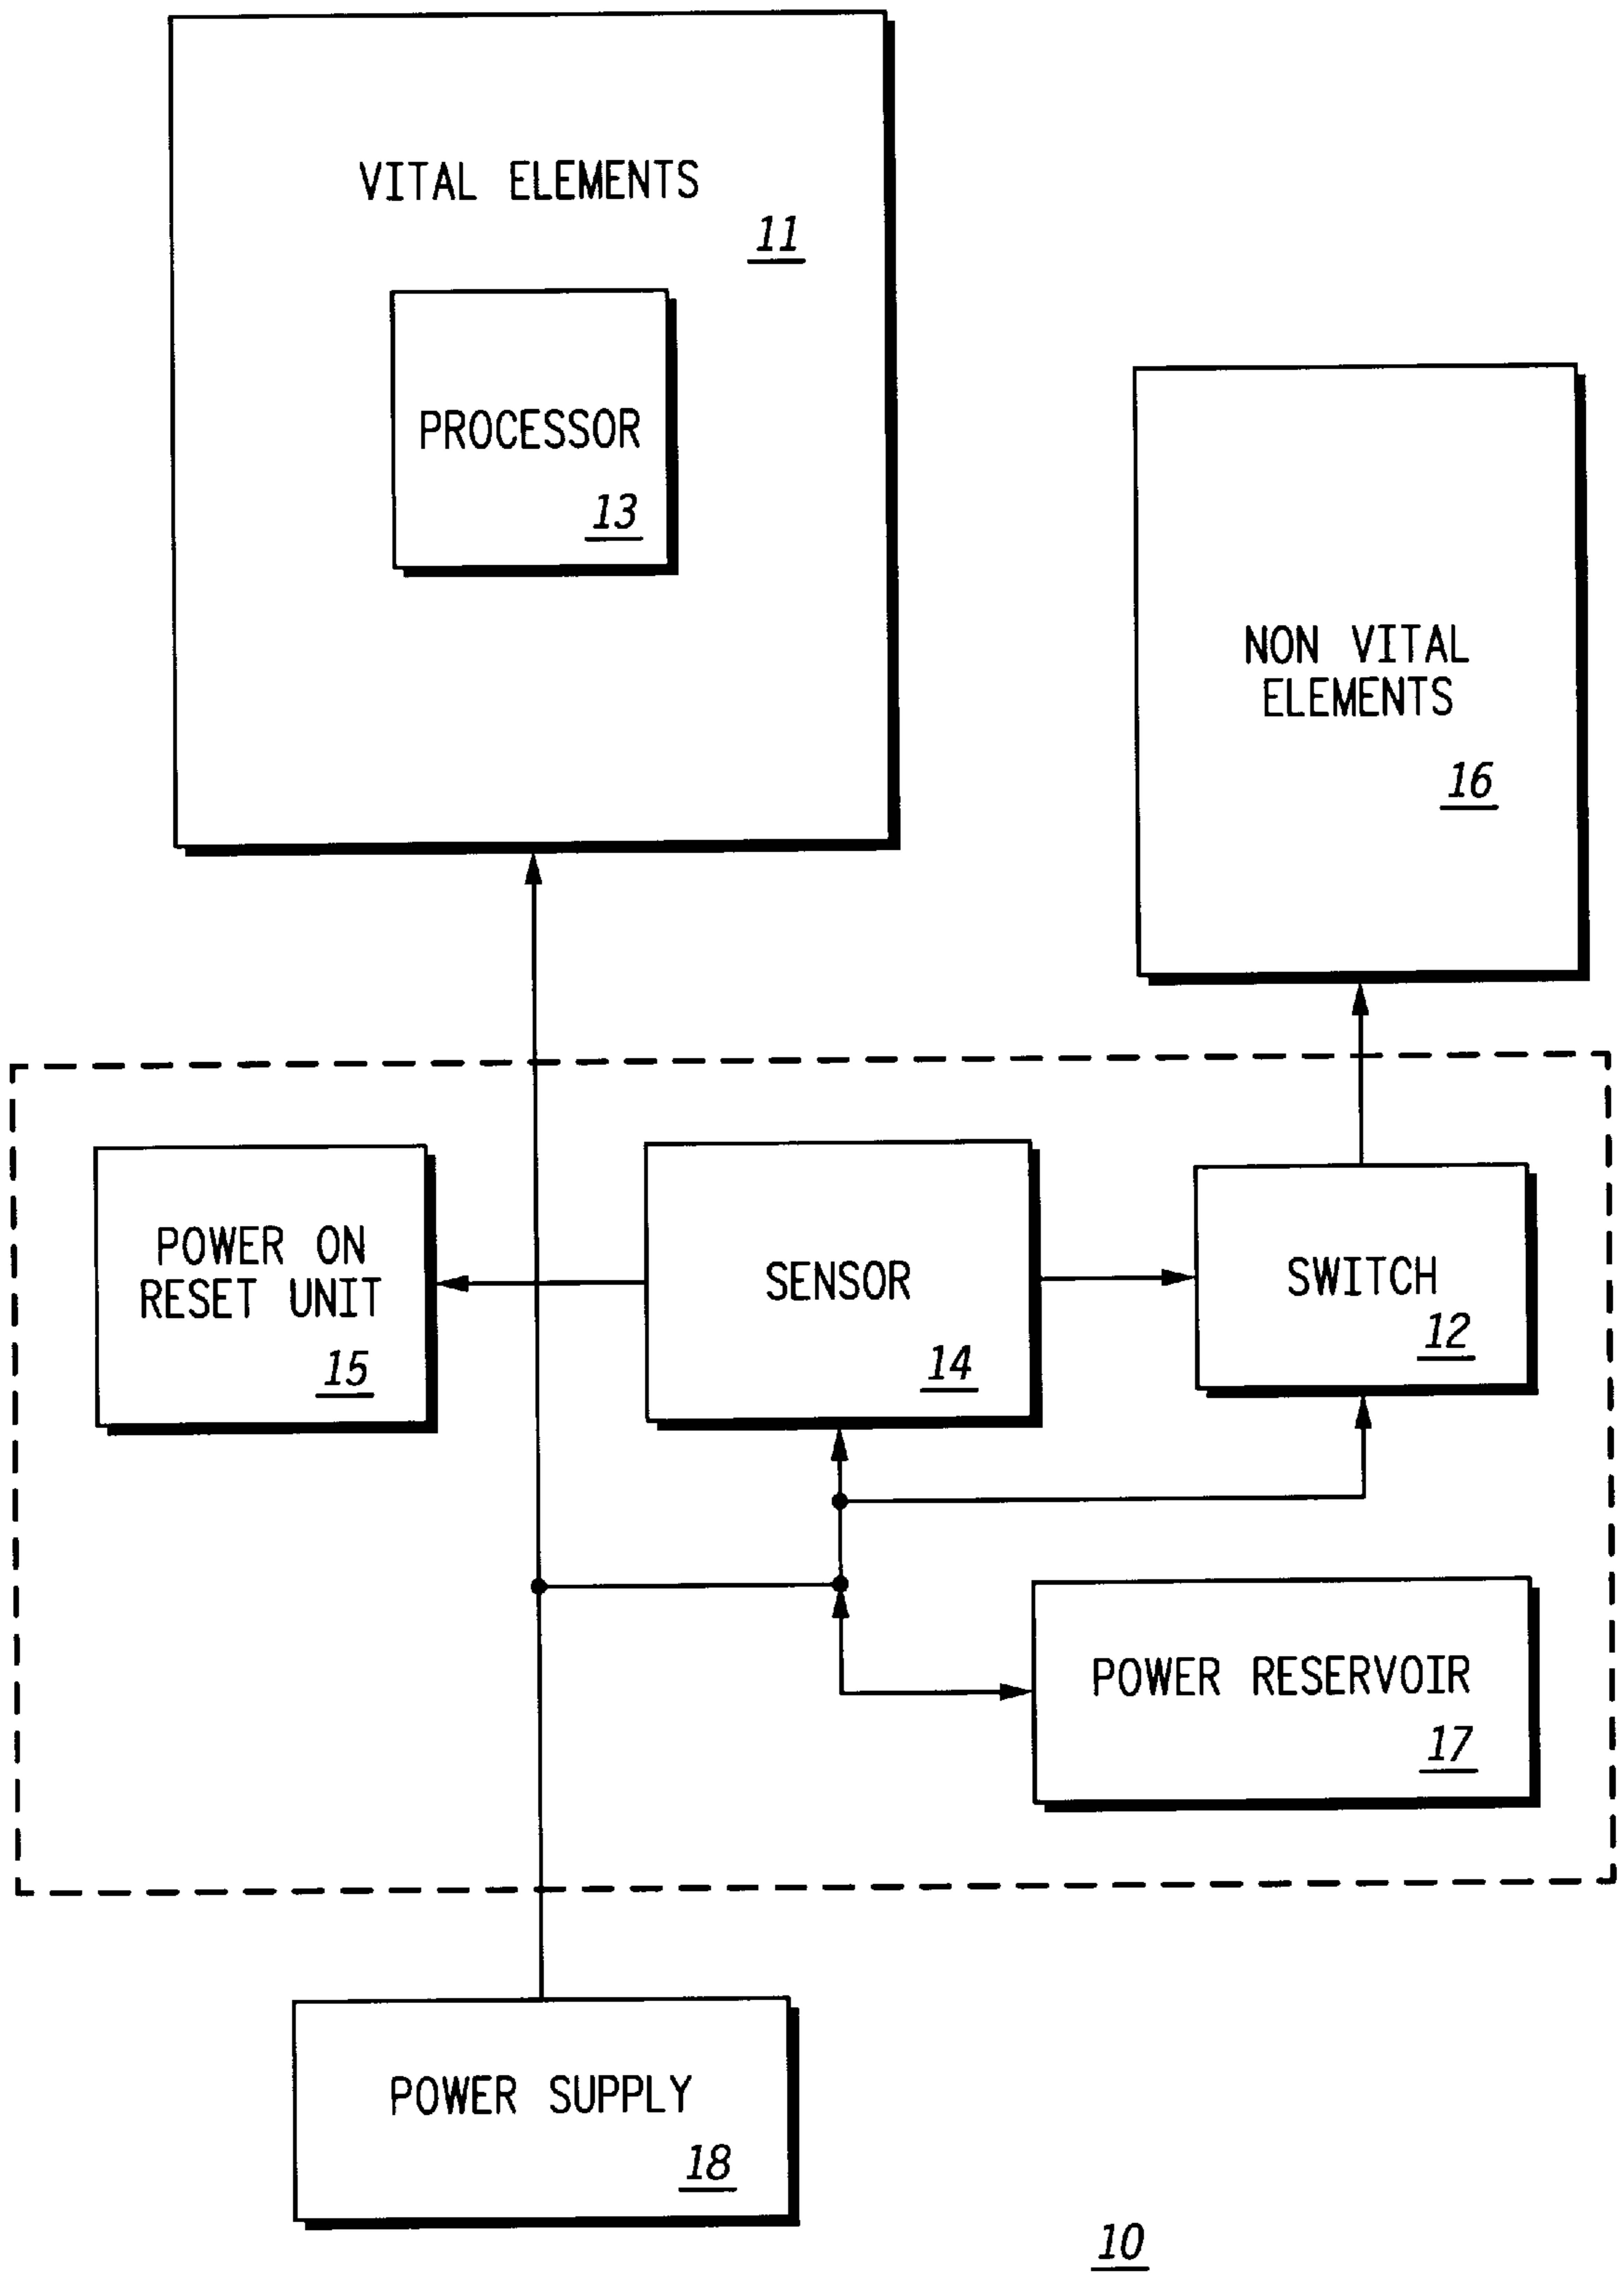 VITAL ELEMENTS
11
PROCESSOR
13
NON VITAL
ELEMENTS
16
POWER ON
RESET UNIT
15
SENSOR
14
SWITCH
12
POWER RESERVOIR
17
POWER SUPPLY
18
10